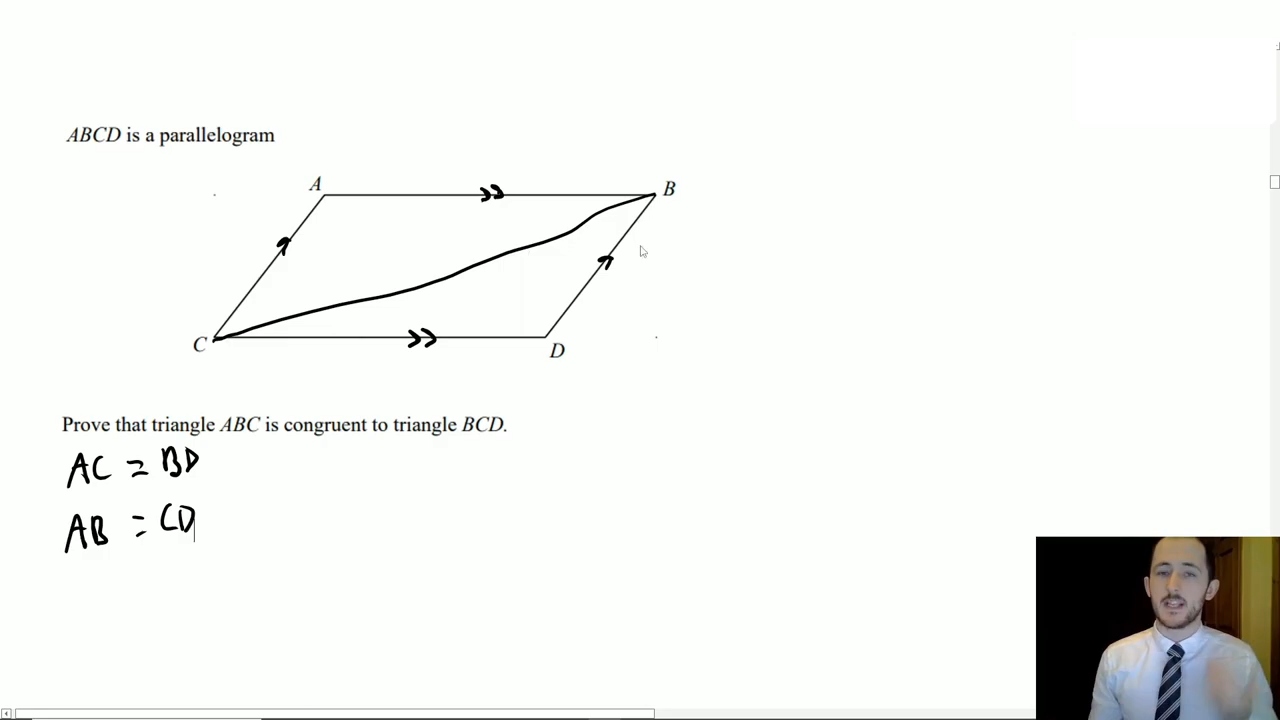 ABCD is a parallelogram
A
B
C
D
Prove that triangle ABC is congruent to triangle BCD.
AC = BD
AB = CD